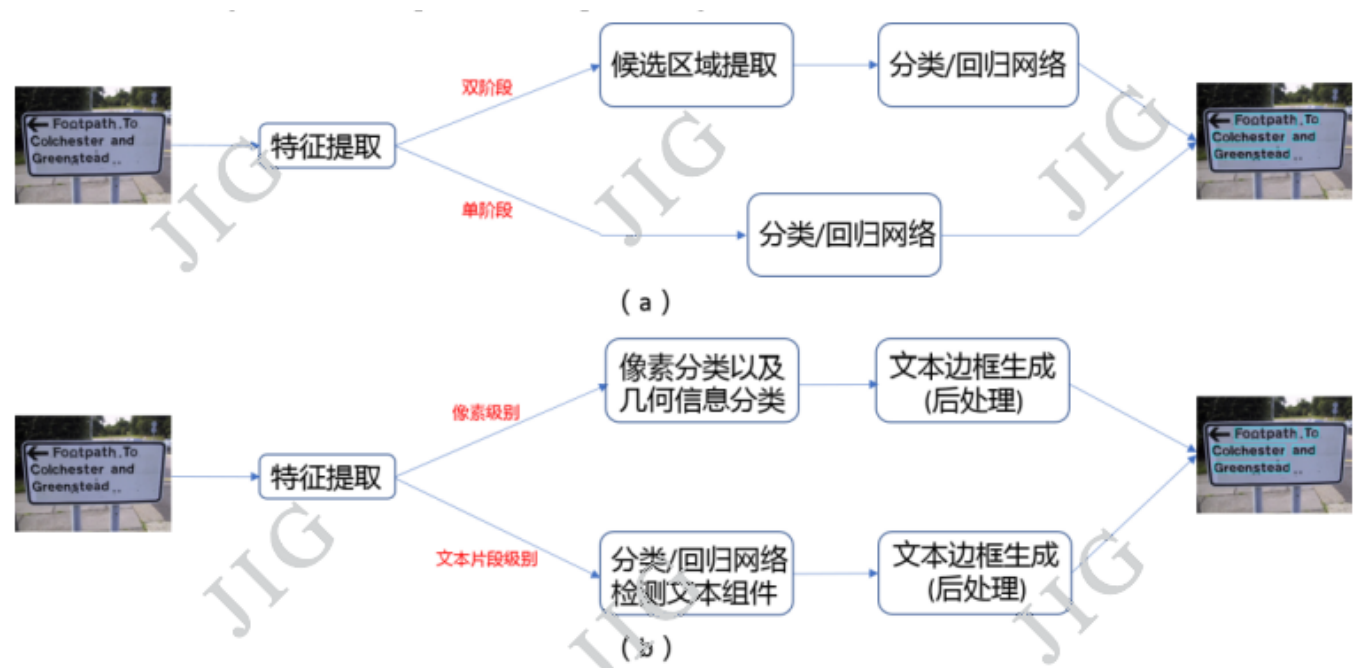 候选区域提取
分类/回归网络
双阶段
← Footpath To
Colchester and
Greenstead
特征提取
← Footpath To
Colchester and
Greenstead
单阶段
分类/回归网络
JIG
JIG
JIG
(a)
像素分类以及
几何信息分类
文本边框生成
(后处理)
像素级别
← Footpath To
Colchester and
Greenstead
特征提取
← Footpath To
Colchester and
Greenstead
文本片段级别
分类/回归网络
检测文本组件
文本边框生成
(后处理)
JIG
JIG
JIG
(b)